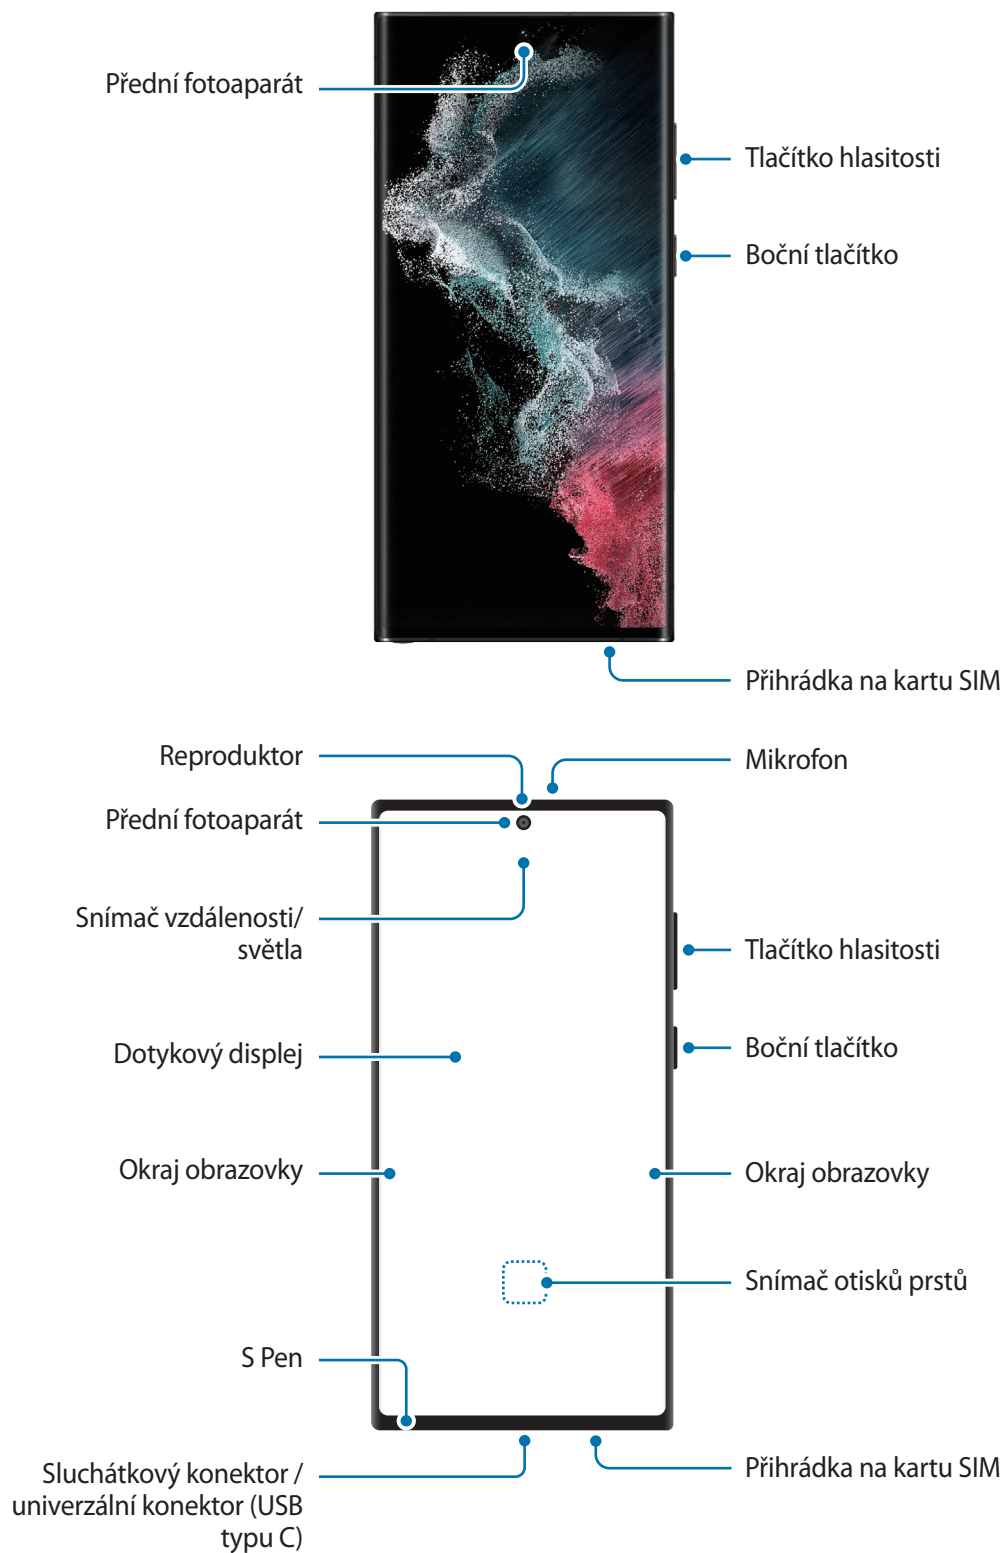 Přední fotoaparát
Tlačítko hlasitosti
Boční tlačítko
Přihrádka na kartu SIM
Reproduktor
Mikrofon
Přední fotoaparát
Snímač vzdálenosti/
světla
Tlačítko hlasitosti
Dotykový displej
Boční tlačítko
Okraj obrazovky
Okraj obrazovky
Snímač otisků prstů
S Pen
Sluchátkový konektor /
univerzální konektor (USB
typu C)
Přihrádka na kartu SIM